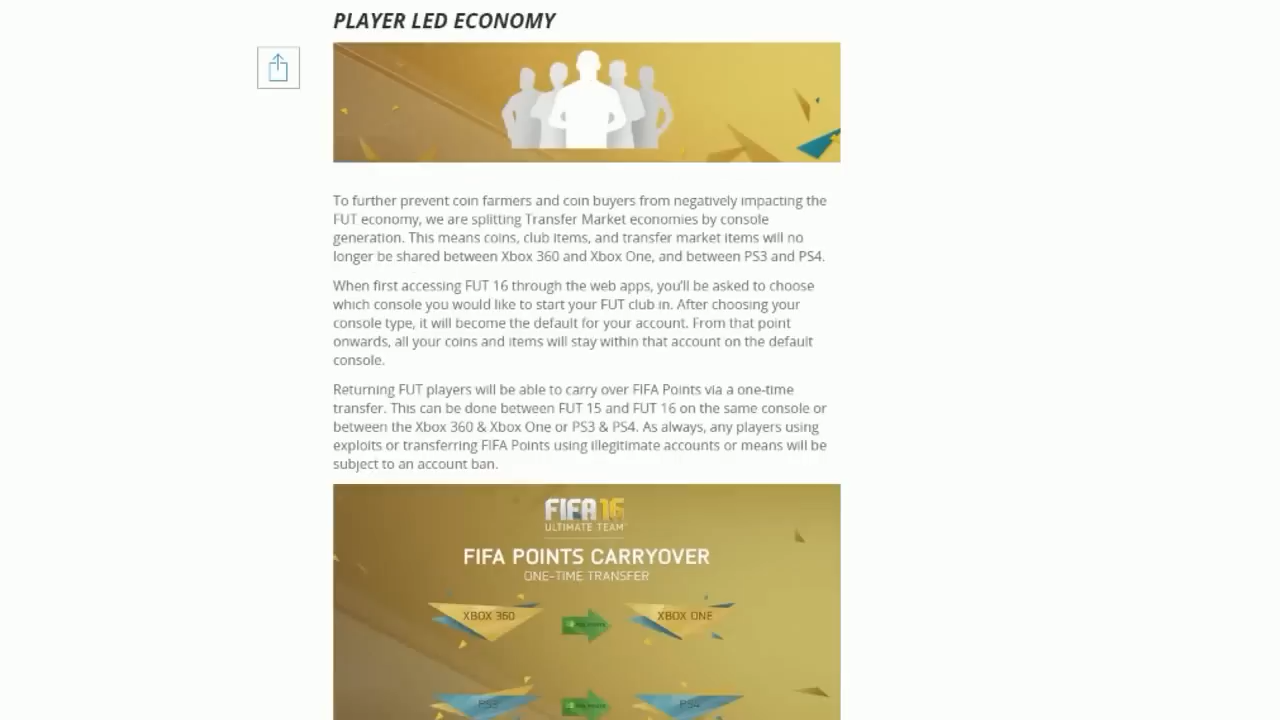 PLAYER LED ECONOMY
To further prevent coin farmers and coin buyers from negatively impacting the
FUT economy, we are splitting Transfer Market economies by console
generation. This means coins, club items, and transfer market items will no
longer be shared between Xbox 360 and Xbox One, and between PS3 and PS4.
When first accessing FUT 16 through the web apps, you'll be asked to choose
which console you would like to start your FUT club in. After choosing your
console type, it will become the default for your account. From that point
onwards, all your coins and items will stay within that account on the default
console.
Returning FUT players will be able to carry over FIFA Points via a one-time
transfer. This can be done between FUT 15 and FUT 16 on the same console or
between the Xbox 360 & Xbox One or PS3 & PS4. As always, any players using
exploits or transferring FIFA Points using illegitimate accounts or means will be
subject to an account ban.
FIFA 16
ULTIMATE TEAM
FIFA POINTS CARRYOVER
ONE-TIME TRANSFER
XBOX 360 XBOX ONE
PS3 PS4